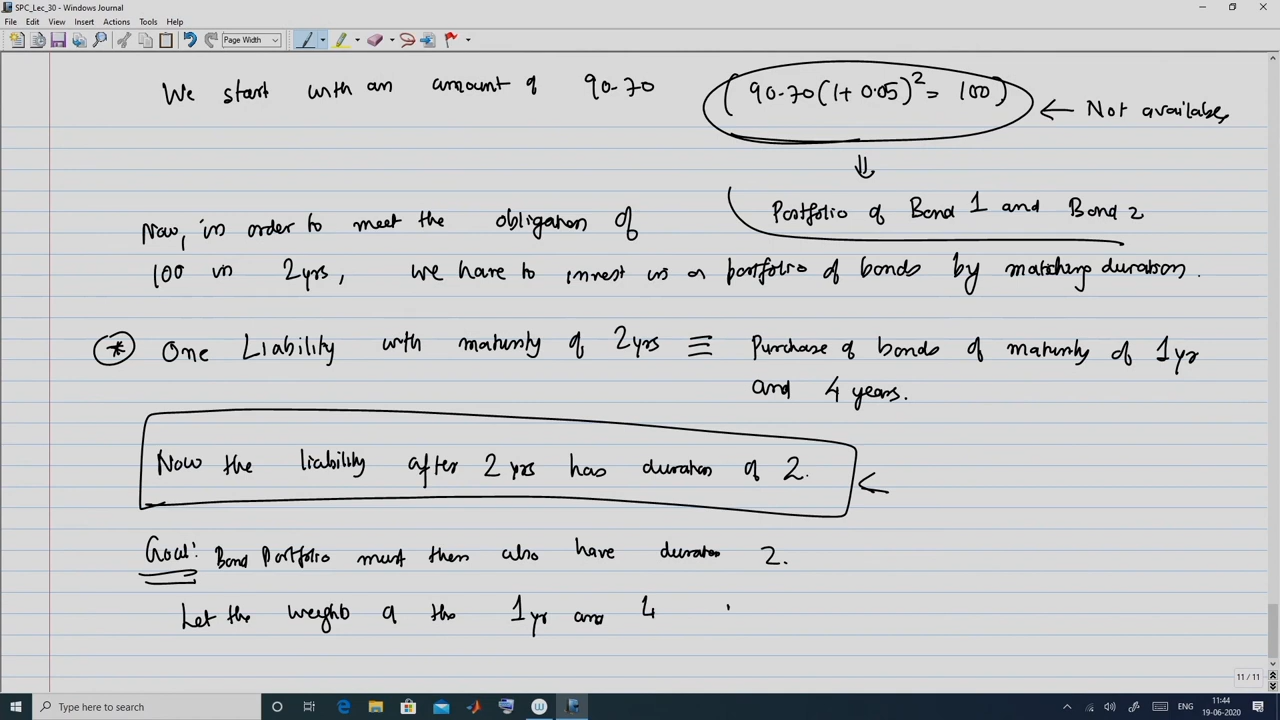 SPC_Lec_30 - Windows Journal
File Edit View Insert Actions Tools Help
Page Width
We start with an amount of 90.70 (90.70(1+0.05)²= 100) ← Not available
⇓
Portfolio of Bond 1 and Bond 2
Now, in order to meet the obligation of
100 in 2yrs, we have to invest in a portfolio of bonds by matching duration.
* One Liability with maturity of 2yrs ≡ Purchase of bonds of maturity of 1yr
and 4 years.
Now the liability after 2 yrs has duration of 2. ←
Goal: Bond Portfolio must then also have duration 2.
Let the weights of the 1yr and 4
11 / 11
Type here to search
ENG
11:44
19-06-2020